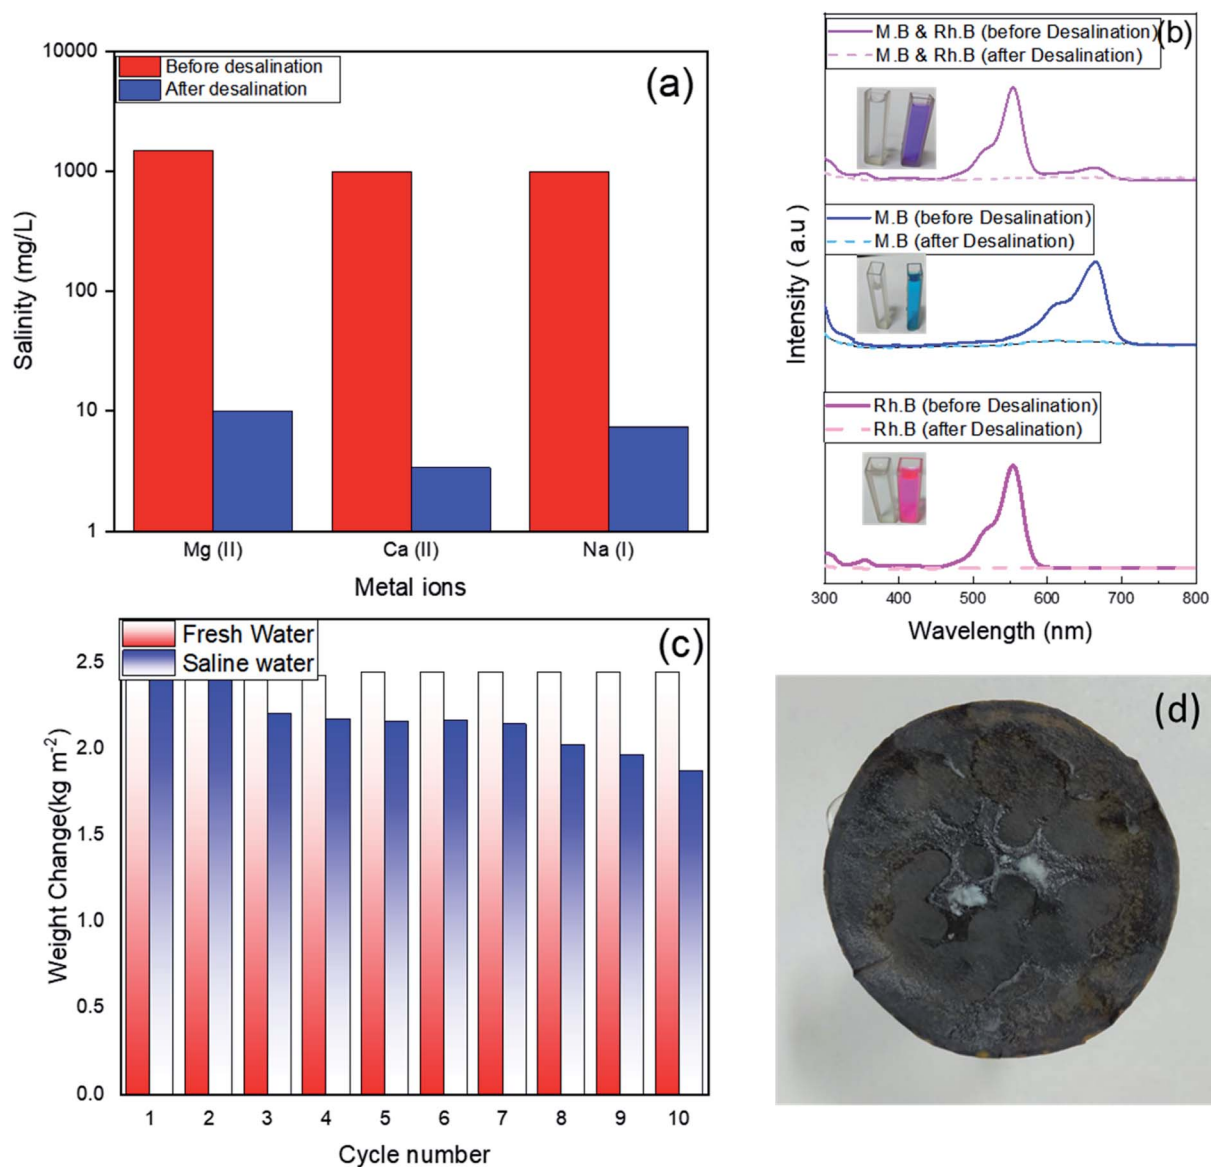 (a)
Before desalination
After desalination
10000
1000
100
10
1
Salinity (mg/L)
Mg (II)
Ca (II)
Na (I)
Metal ions
(b)
M.B & Rh.B (before Desalination)
M.B & Rh.B (after Desalination)
M.B (before Desalination)
M.B (after Desalination)
Rh.B (before Desalination)
Rh.B (after Desalination)
Intensity ( a.u)
300 400 500 600 700 800
Wavelength (nm)
(c)
Fresh Water
Saline water
2.5
2.0
1.5
1.0
0.5
0.0
Weight Change(kg m⁻²)
1 2 3 4 5 6 7 8 9 10
Cycle number
(d)